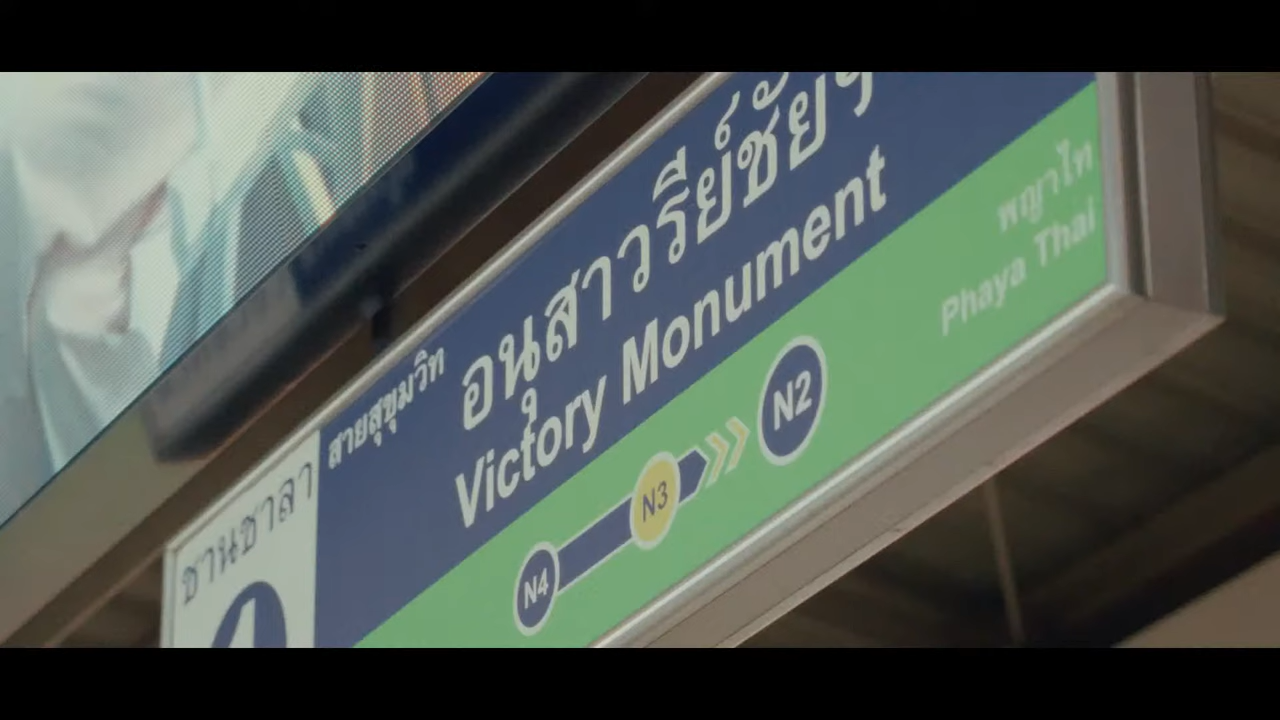 อนุสาวรีย์ชัยฯ
Victory Monument
สายสุขุมวิท
ชานชาลา
N4
N3
N2
พญาไท
Phaya Thai